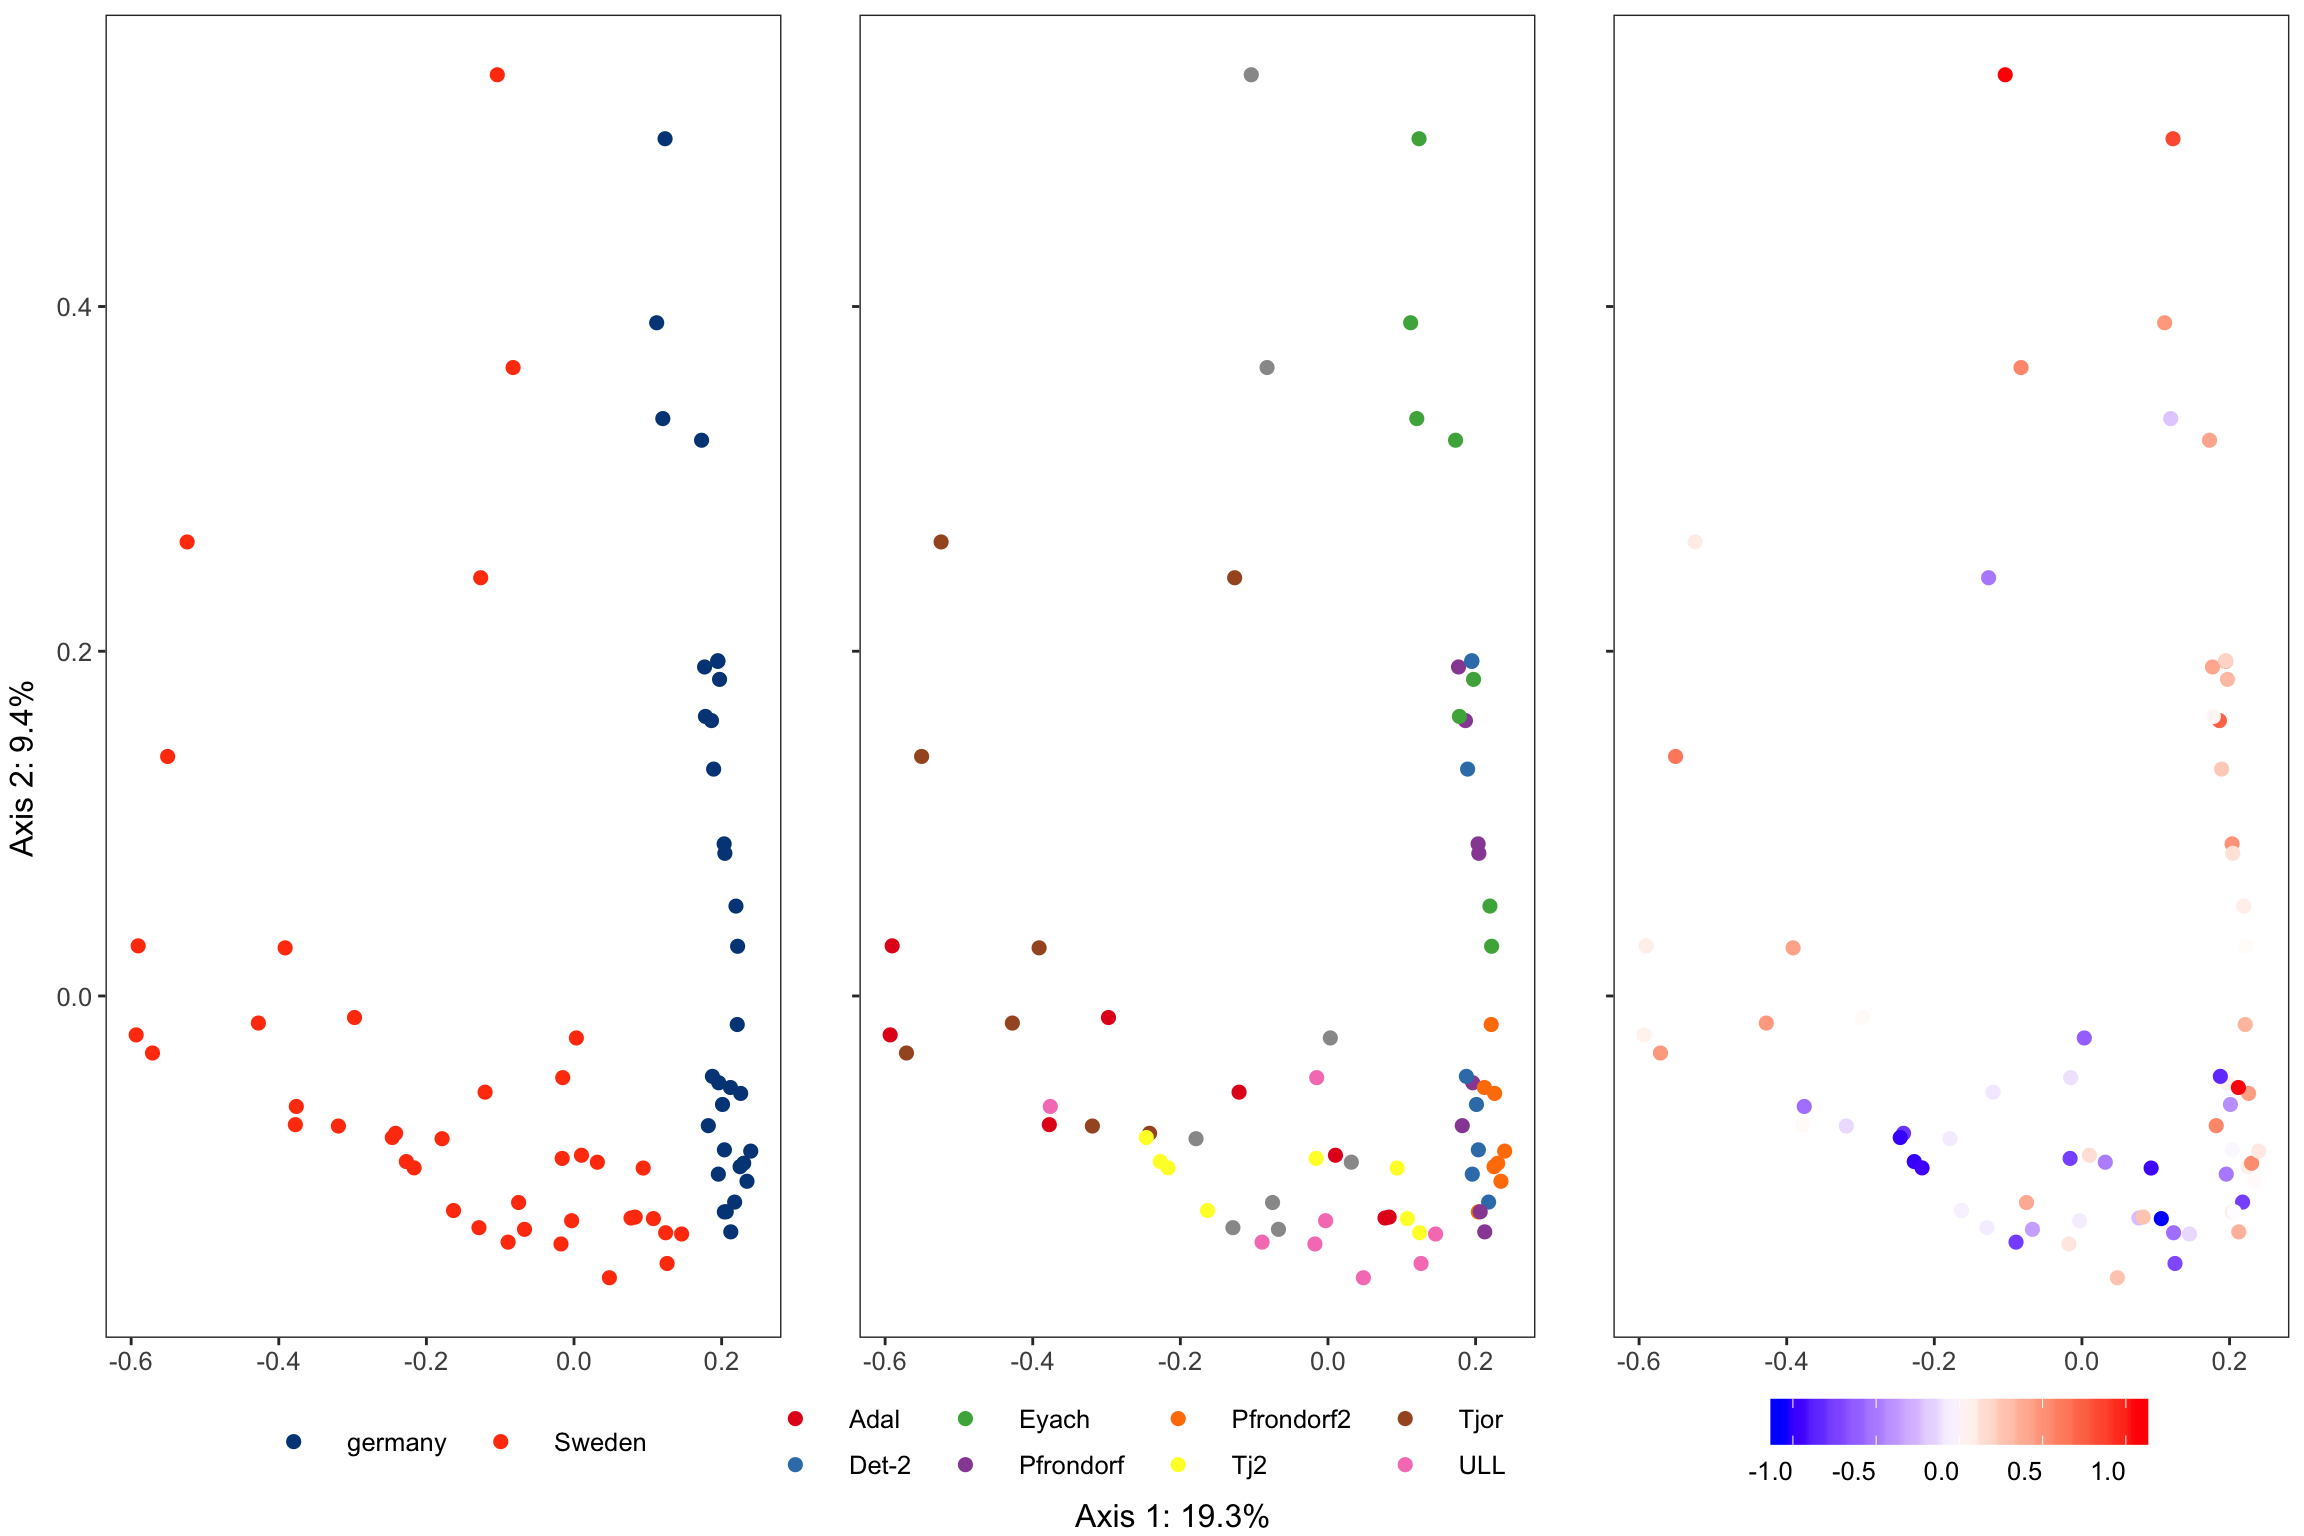 Axis 2: 9.4%
0.4
0.2
0.0
-0.6 -0.4 -0.2 0.0 0.2
-0.6 -0.4 -0.2 0.0 0.2
-0.6 -0.4 -0.2 0.0 0.2
germany Sweden
Adal Eyach Pfrondorf2 Tjor
Det-2 Pfrondorf Tj2 ULL
-1.0 -0.5 0.0 0.5 1.0
Axis 1: 19.3%